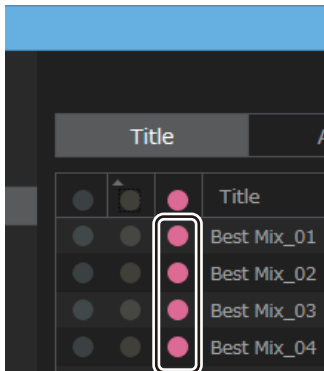 Title
A
Title
Best Mix_01
Best Mix_02
Best Mix_03
Best Mix_04